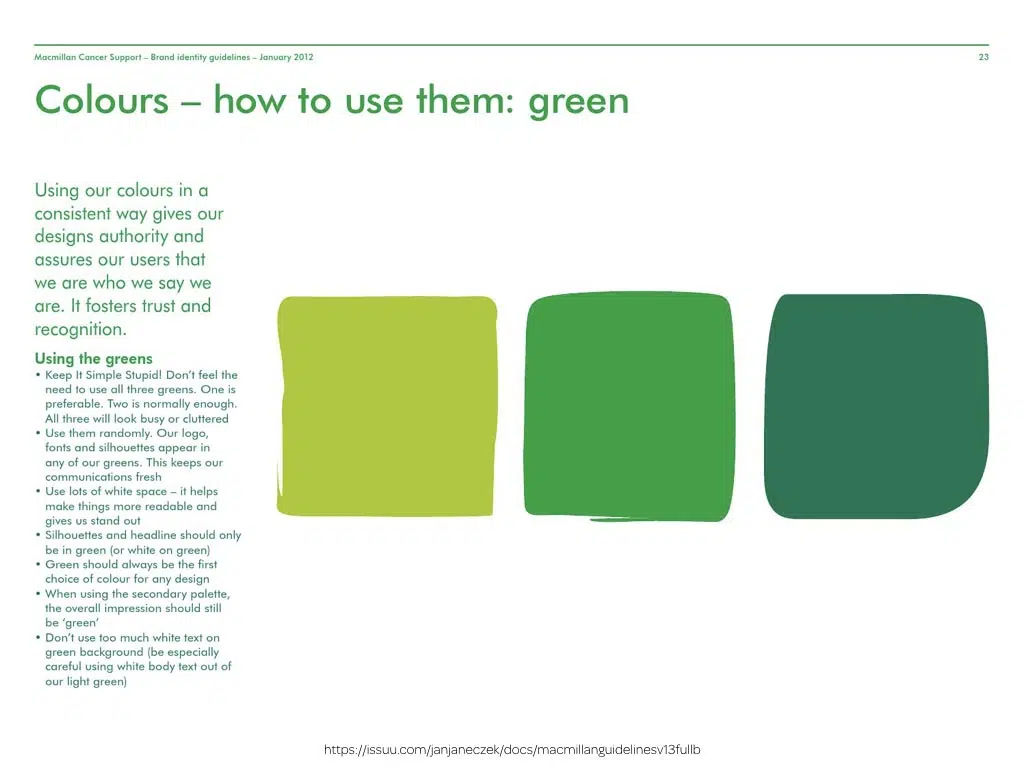 Macmillan Cancer Support – Brand identity guidelines – January 2012
23
Colours – how to use them: green
Using our colours in a
consistent way gives our
designs authority and
assures our users that
we are who we say we
are. It fosters trust and
recognition.
Using the greens
• Keep It Simple Stupid! Don’t feel the
need to use all three greens. One is
preferable. Two is normally enough.
All three will look busy or cluttered
• Use them randomly. Our logo,
fonts and silhouettes appear in
any of our greens. This keeps our
communications fresh
• Use lots of white space – it helps
make things more readable and
gives us stand out
• Silhouettes and headline should only
be in green (or white on green)
• Green should always be the first
choice of colour for any design
• When using the secondary palette,
the overall impression should still
be ‘green’
• Don’t use too much white text on
green background (be especially
careful using white body text out of
our light green)
https://issuu.com/janjaneczek/docs/macmillanguidelinesv13fullb